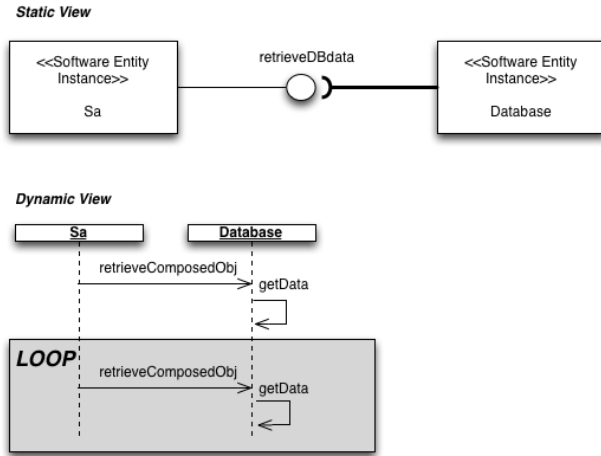 Static View
<<Software Entity
Instance>>
Sa
retrieveDBdata
<<Software Entity
Instance>>
Database
Dynamic View
Sa
Database
retrieveComposedObj
getData
LOOP
retrieveComposedObj
getData